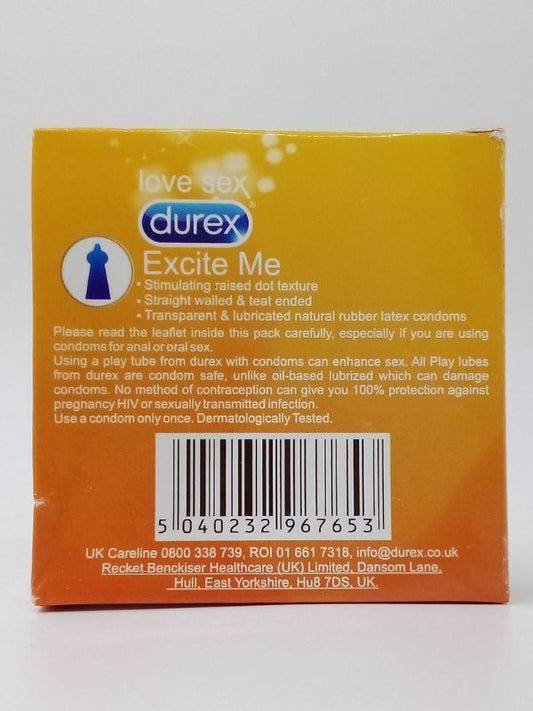 love sex
durex®
Excite Me
• Stimulating raised dot texture
• Straight walled & teat ended
• Transparent & lubricated natural rubber latex condoms
Please read the leaflet inside this pack carefully, especially if you are using
condoms for anal or oral sex.
Using a play tube from durex with condoms can enhance sex. All Play lubes
from durex are condom safe, unlike oil-based lubrized which can damage
condoms. No method of contraception can give you 100% protection against
pregnancy HIV or sexually transmitted infection.
Use a condom only once. Dermatologically Tested.
5 040232 967653
UK Careline 0800 338 739, ROI 01 661 7318, info@durex.co.uk
Recket Benckiser Healthcare (UK) Limited, Dansom Lane,
Hull, East Yorkshire, Hu8 7DS, UK.